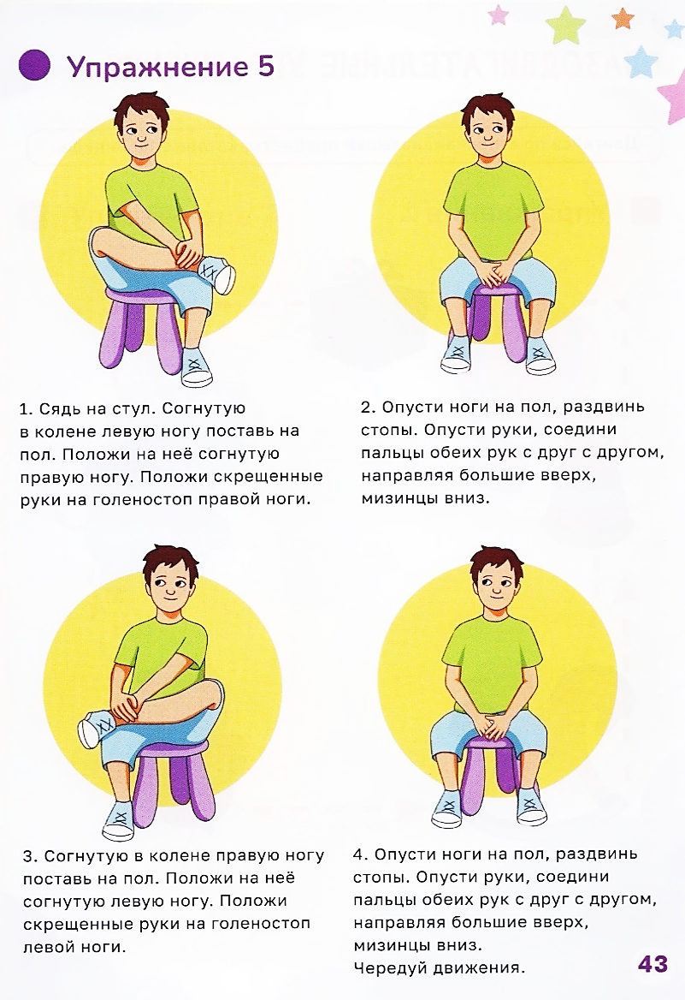 Упражнение 5
1. Сядь на стул. Согнутую
в колене левую ногу поставь на
пол. Положи на неё согнутую
правую ногу. Положи скрещенные
руки на голеностоп правой ноги.
2. Опусти ноги на пол, раздвинь
стопы. Опусти руки, соедини
пальцы обеих рук с друг с другом,
направляя большие вверх,
мизинцы вниз.
3. Согнутую в колене правую ногу
поставь на пол. Положи на неё
согнутую левую ногу. Положи
скрещенные руки на голеностоп
левой ноги.
4. Опусти ноги на пол, раздвинь
стопы. Опусти руки, соедини
пальцы обеих рук с друг с другом,
направляя большие вверх,
мизинцы вниз.
Чередуй движения.
43